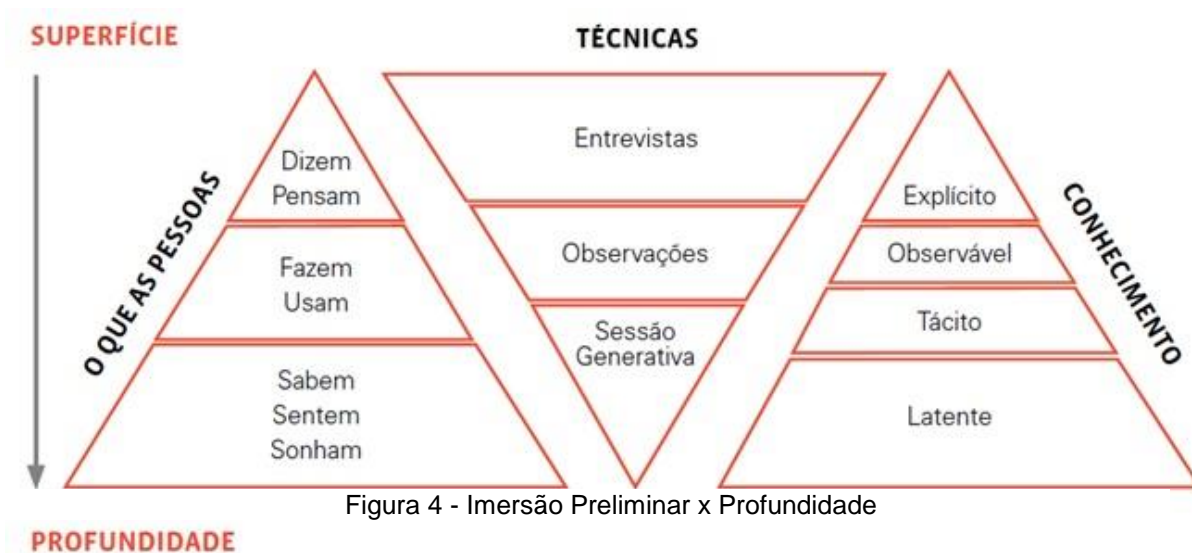 SUPERFÍCIE
TÉCNICAS
O QUE AS PESSOAS
Dizem
Pensam
Fazem
Usam
Sabem
Sentem
Sonham
Entrevistas
Observações
Sessão
Generativa
Explícito
Observável
Tácito
Latente
CONHECIMENTO
Figura 4 - Imersão Preliminar x Profundidade
PROFUNDIDADE